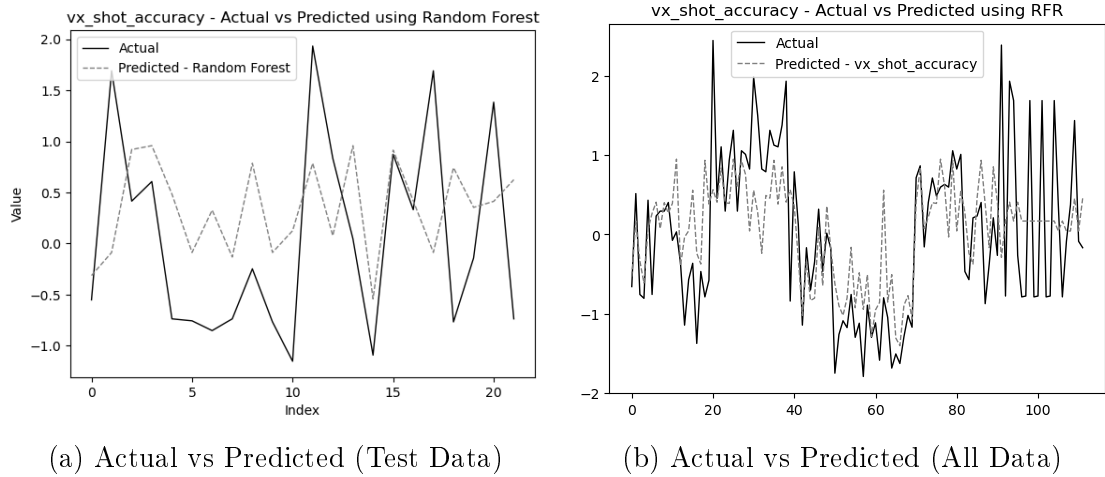 vx_shot_accuracy - Actual vs Predicted using Random Forest
2.0
1.5
1.0
0.5
0.0
−0.5
−1.0
Value
Actual
Predicted - Random Forest
0 5 10 15 20
Index
(a) Actual vs Predicted (Test Data)
vx_shot_accuracy - Actual vs Predicted using RFR
2
1
0
−1
−2
Actual
Predicted - vx_shot_accuracy
0 20 40 60 80 100
(b) Actual vs Predicted (All Data)